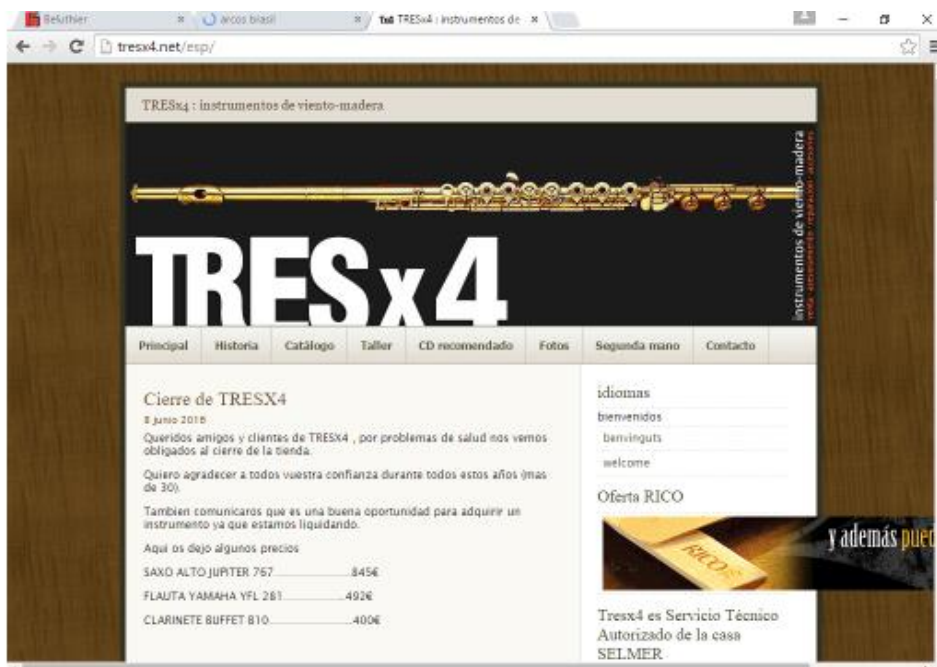 Beluthier
arcos brasil
TRESx4 : instrumentos de
tresx4.net/esp/
TRESx4 : instrumentos de viento-madera
TRESx4
instrumentos de viento-madera
Principal Historia Catálogo Taller CD recomendado Fotos Segunda mano Contacto
Cierre de TRESX4
8 junio 2016
Queridos amigos y clientes de TRESX4 , por problemas de salud nos vemos
obligados al cierre de la tienda.
Quiero agradecer a todos vuestra confianza durante todos estos años (mas
de 30).
Tambien comunicaros que es una buena oportunidad para adquirir un
instrumento ya que estamos liquidando.
Aqui os dejo algunos precios
SAXO ALTO JUPITER 767..............................845€
FLAUTA YAMAHA YFL 281........................492€
CLARINETE BUFFET B10................................400€
idiomas
bienvenidos
benvinguts
welcome
Oferta RICO
RICO
y además pued
Tresx4 es Servicio Técnico
Autorizado de la casa
SELMER